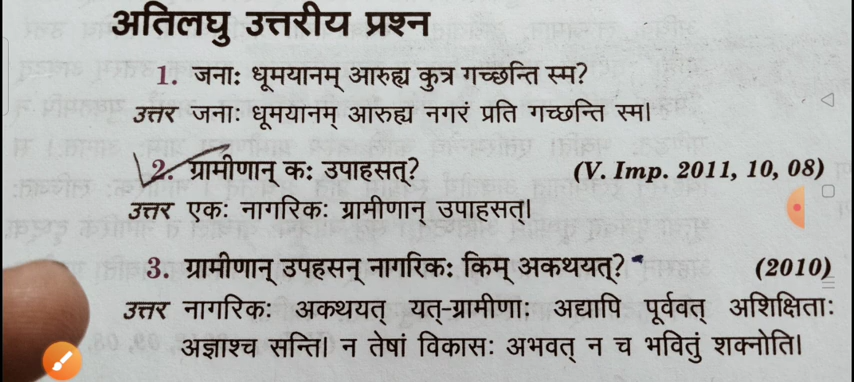 अतिलघु उत्तरीय प्रश्न
1. जनाः धूमयानम् आरुह्य कुत्र गच्छन्ति स्म?
उत्तर जनाः धूमयानम् आरुह्य नगरं प्रति गच्छन्ति स्म।
2. ग्रामीणान् कः उपाहसत्? (V. Imp. 2011, 10, 08)
उत्तर एकः नागरिकः ग्रामीणान् उपाहसत्।
3. ग्रामीणान् उपहसन् नागरिकः किम् अकथयत्? (2010)
उत्तर नागरिकः अकथयत् यत्-ग्रामीणाः अद्यापि पूर्ववत् अशिक्षिताः
अज्ञाश्च सन्ति। न तेषां विकासः अभवत् न च भवितुं शक्नोति।